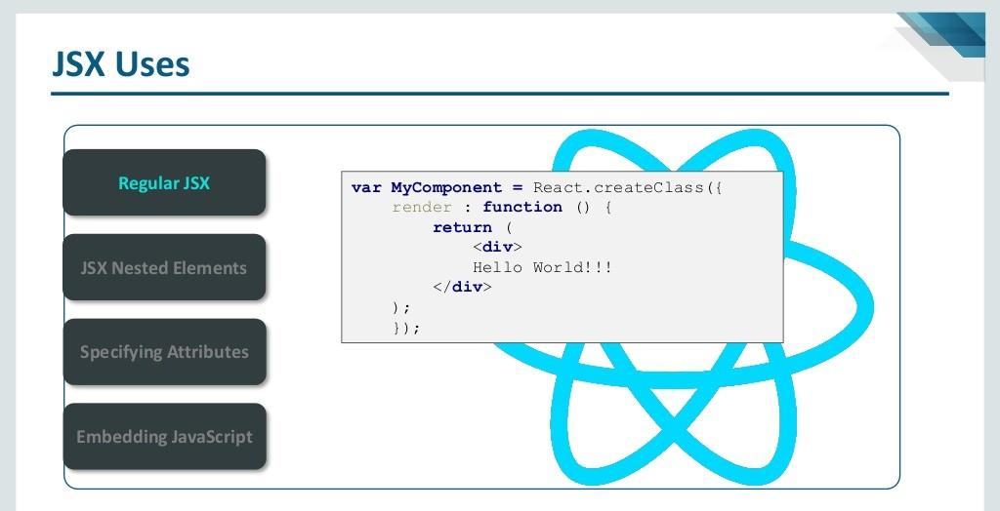 JSX Uses
Regular JSX
JSX Nested Elements
Specifying Attributes
Embedding JavaScript
var MyComponent = React.createClass({
    render : function () {
        return (
            <div>
            Hello World!!!
        </div>
    );
    });